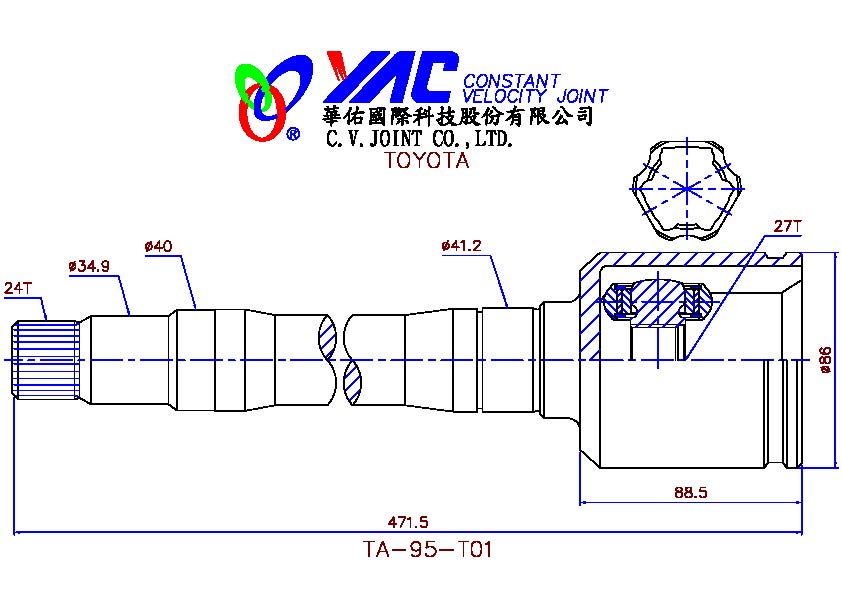 YAC CONSTANT
VELOCITY JOINT
華佑國際科技股份有限公司
® C.V.JOINT CO.,LTD.
TOYOTA
27T
ø41.2
ø40
ø34.9
24T
ø86
88.5
471.5
TA-95-T01